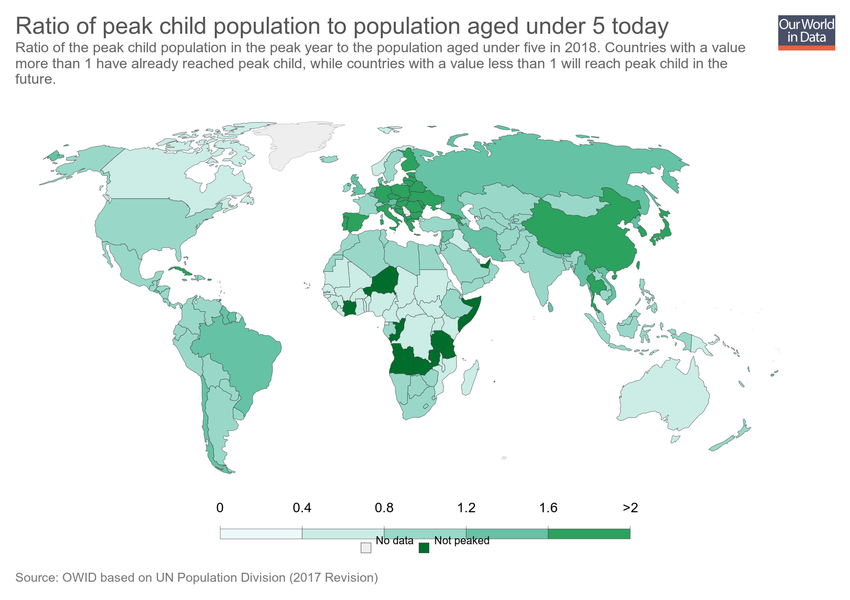 Ratio of peak child population to population aged under 5 today
Our World
in Data
Ratio of the peak child population in the peak year to the population aged under five in 2018. Countries with a value
more than 1 have already reached peak child, while countries with a value less than 1 will reach peak child in the
future.
0 0.4 0.8 1.2 1.6 >2
No data Not peaked
Source: OWID based on UN Population Division (2017 Revision)